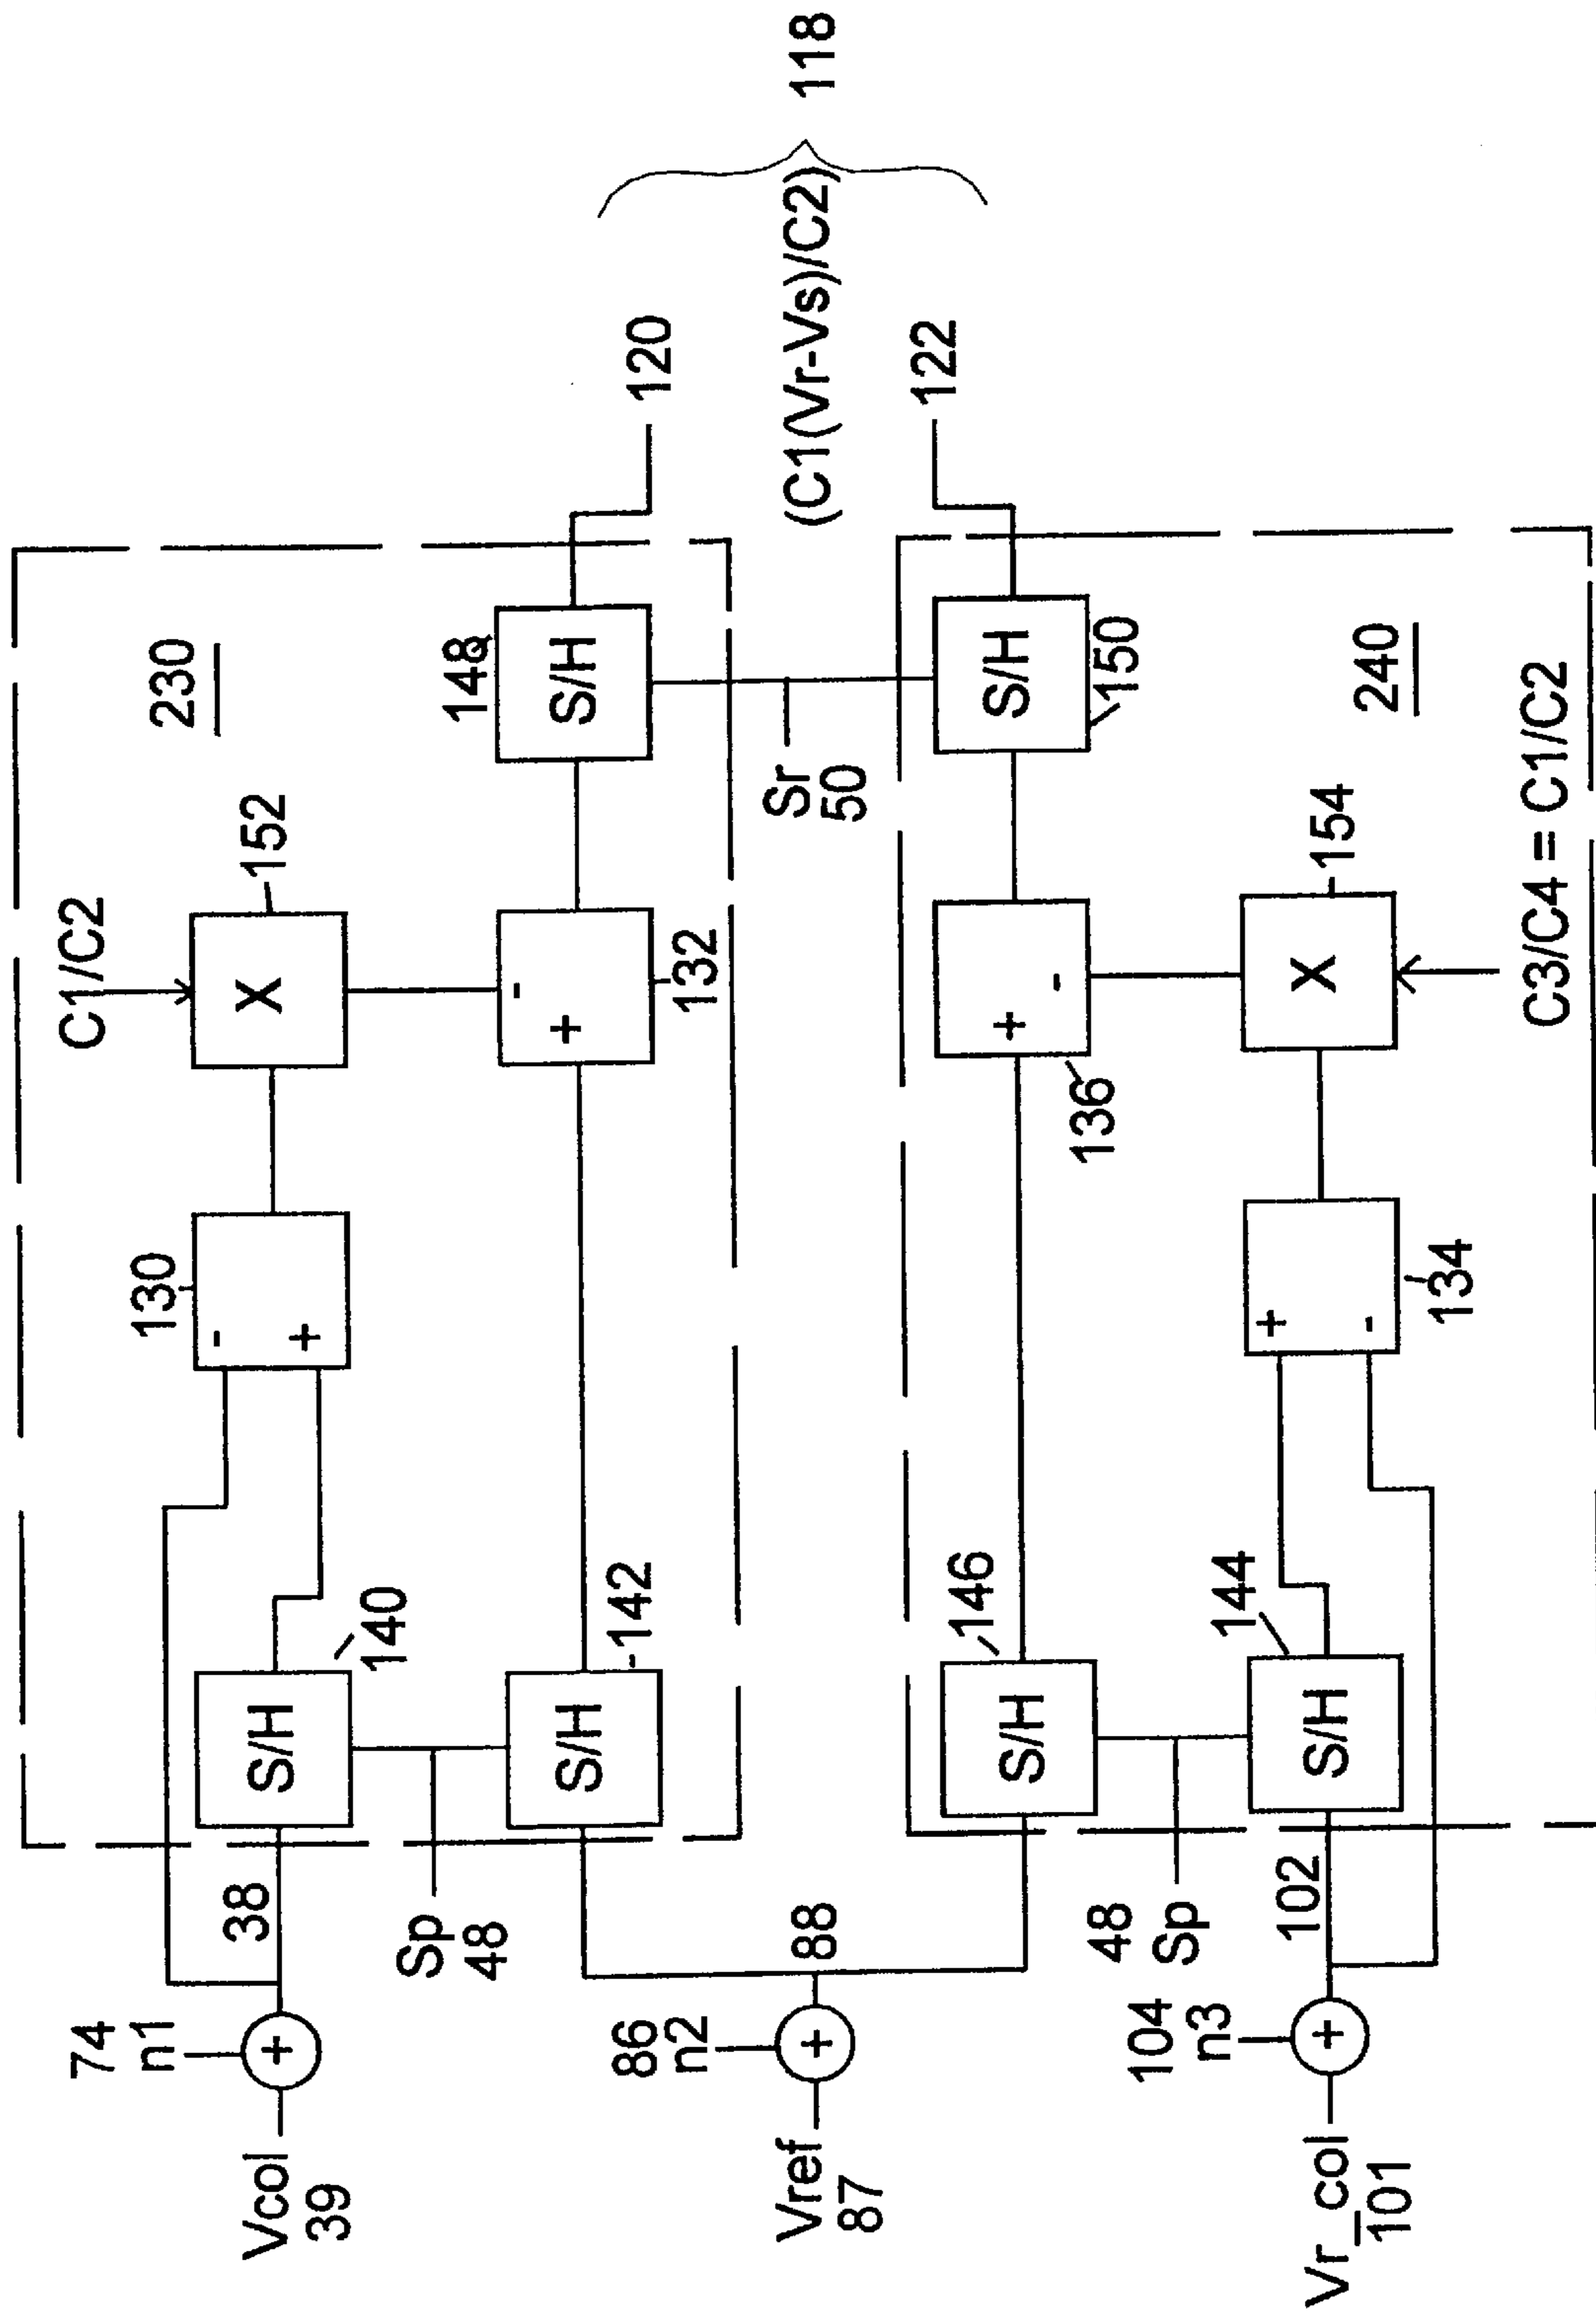 74
n1
Vcol
39
+
38
S/H
140
Sp
48
S/H
142
130
-
+
C1/C2
X
152
-
+
132
230
148
S/H
120
86
n2
Vref
87
+
88
Sr
50
(C1(Vr-Vs)/C2)
118
104
n3
Vr_col
101
+
102
48
Sp
S/H
146
S/H
144
+
-
134
+
-
136
X
154
C3/C4 = C1/C2
S/H
150
240
122